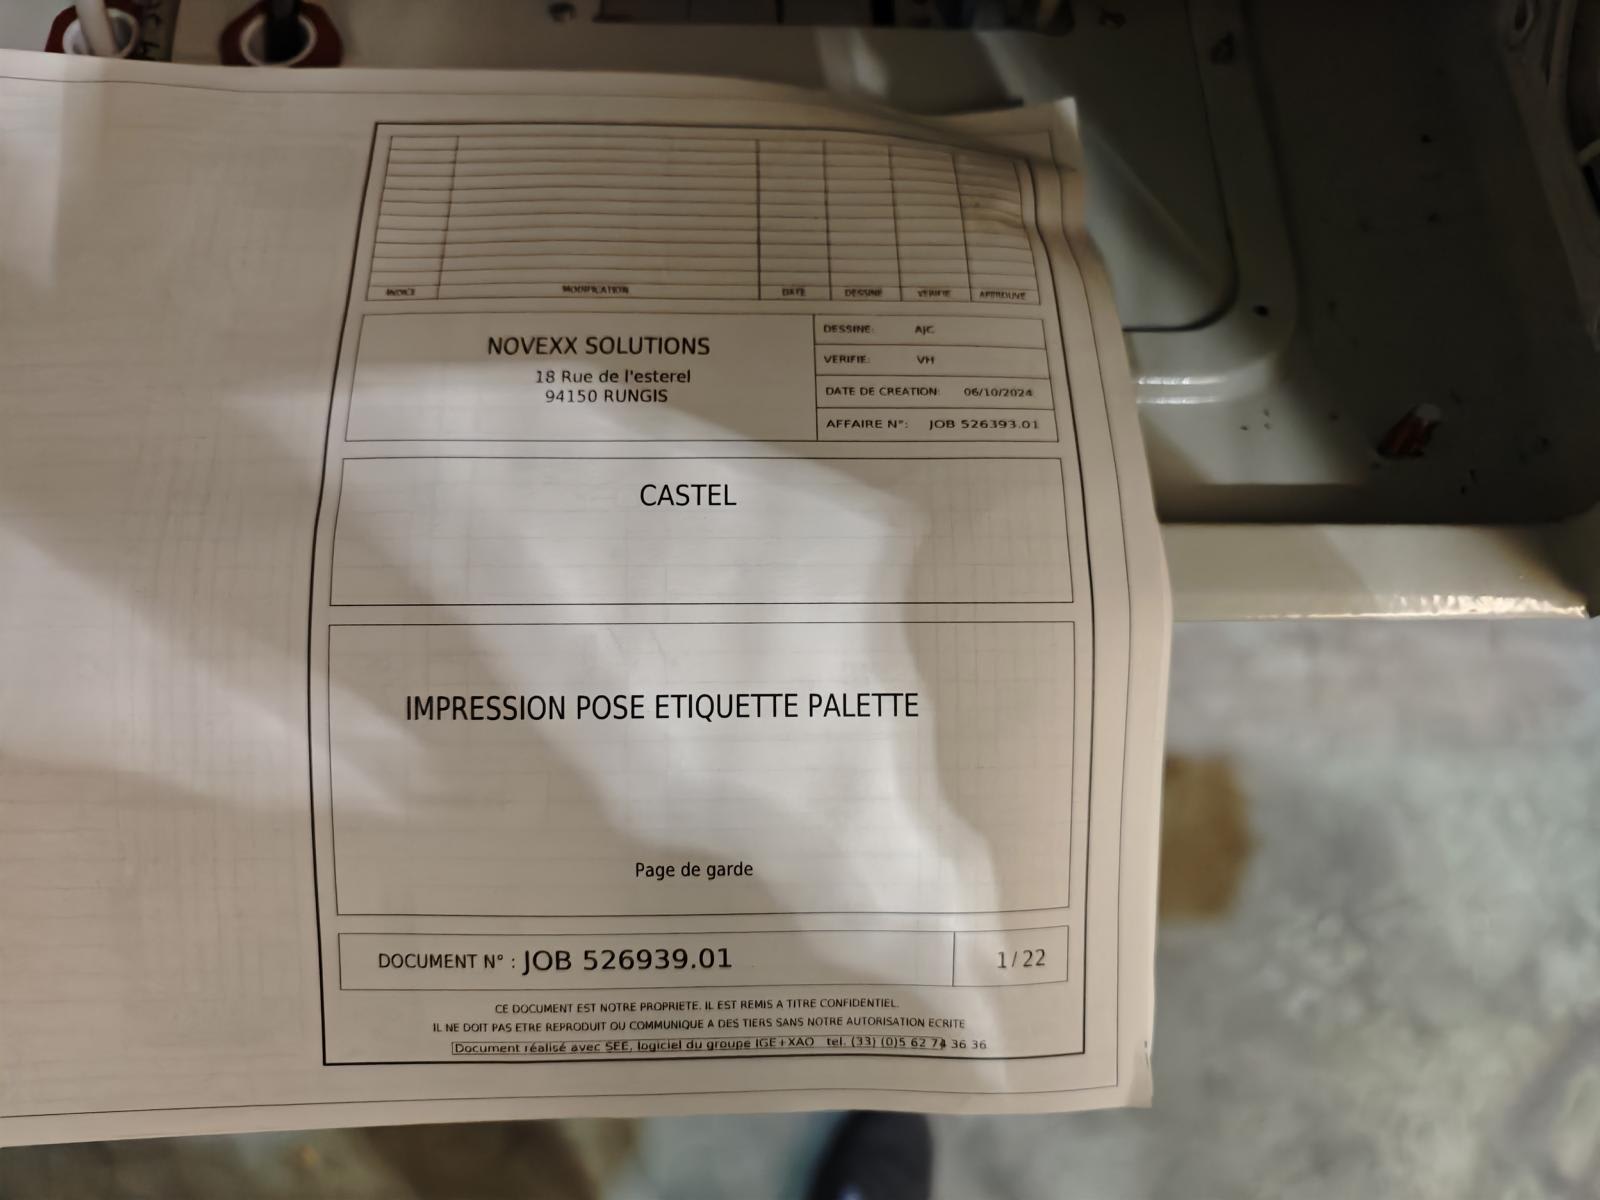 INDICE MODIFICATION DATE DESSINE VERIFIE APPROUVE
NOVEXX SOLUTIONS
18 Rue de l'esterel
94150 RUNGIS
DESSINE: AJC
VERIFIE: VH
DATE DE CREATION: 06/10/2024
AFFAIRE N°: JOB 526393.01
CASTEL
IMPRESSION POSE ETIQUETTE PALETTE
Page de garde
DOCUMENT N° : JOB 526939.01
1/22
CE DOCUMENT EST NOTRE PROPRIETE. IL EST REMIS A TITRE CONFIDENTIEL.
IL NE DOIT PAS ETRE REPRODUIT OU COMMUNIQUE A DES TIERS SANS NOTRE AUTORISATION ECRITE
Document réalisé avec SEE, logiciel du groupe IGE+XAO tel. (33) (0)5 62 74 36 36